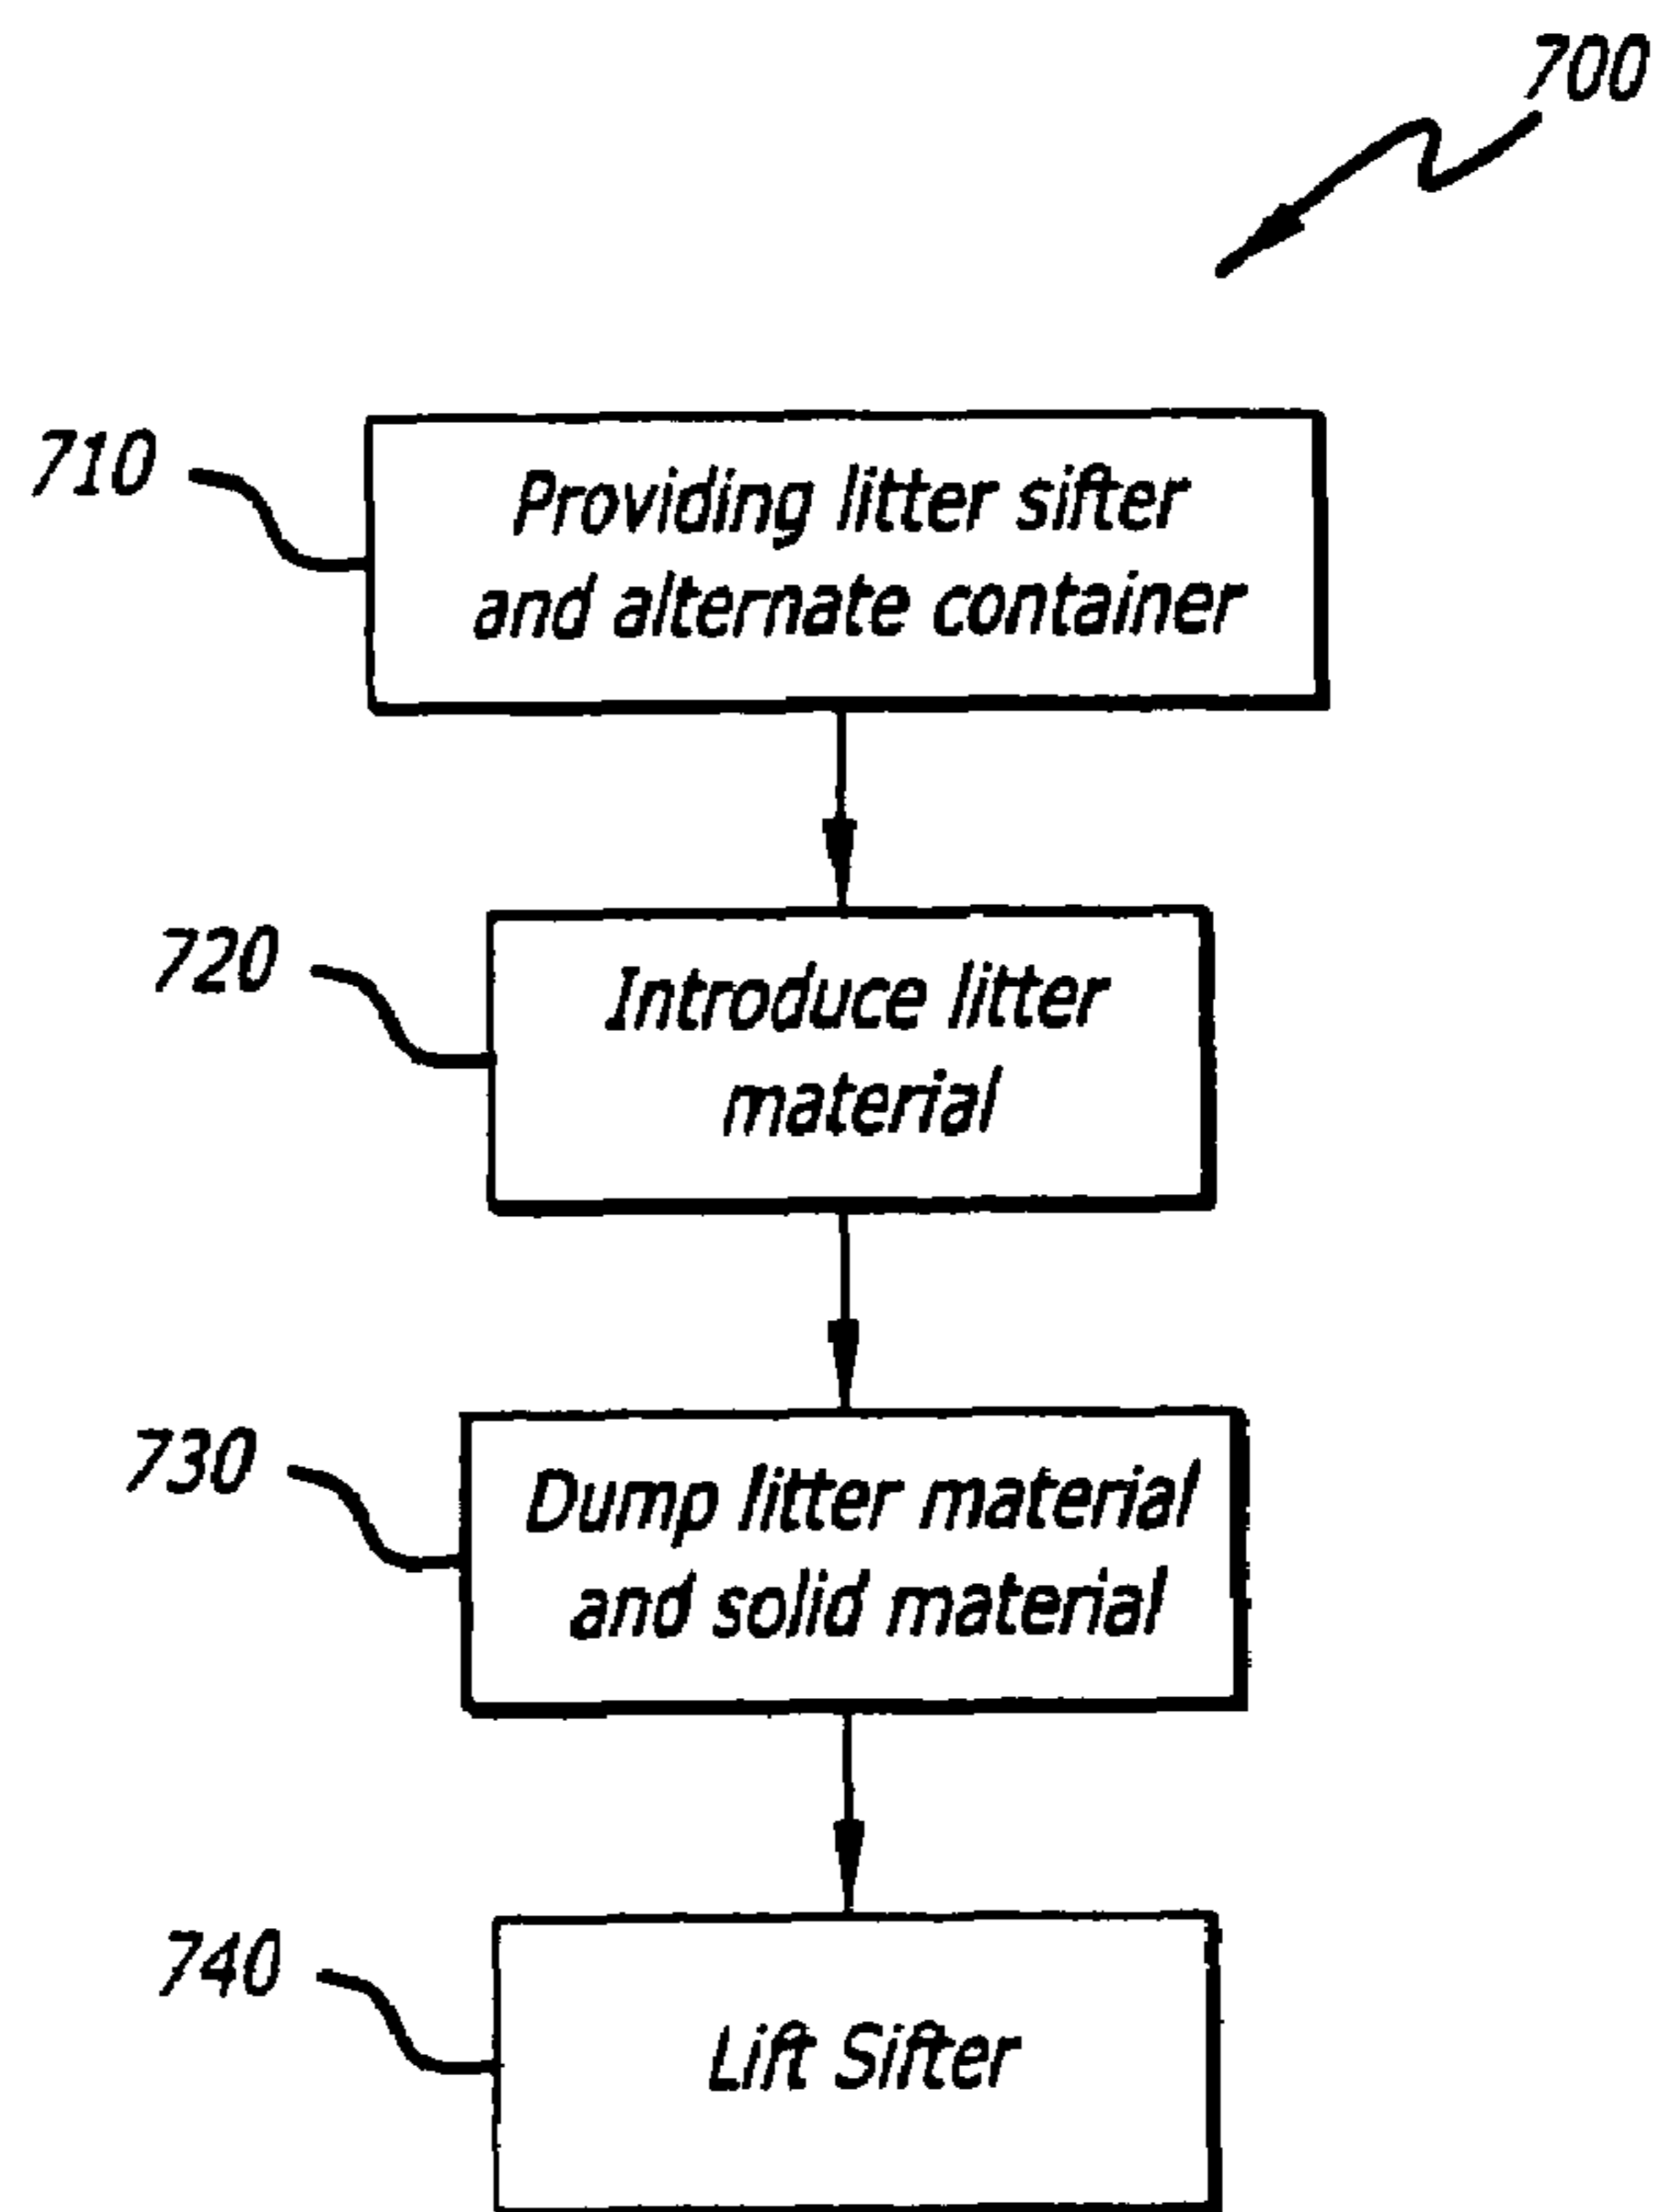 700
710
Providing litter sifter
and alternate container
720
Introduce litter
material
730
Dump litter material
and solid material
740
Lift Sifter